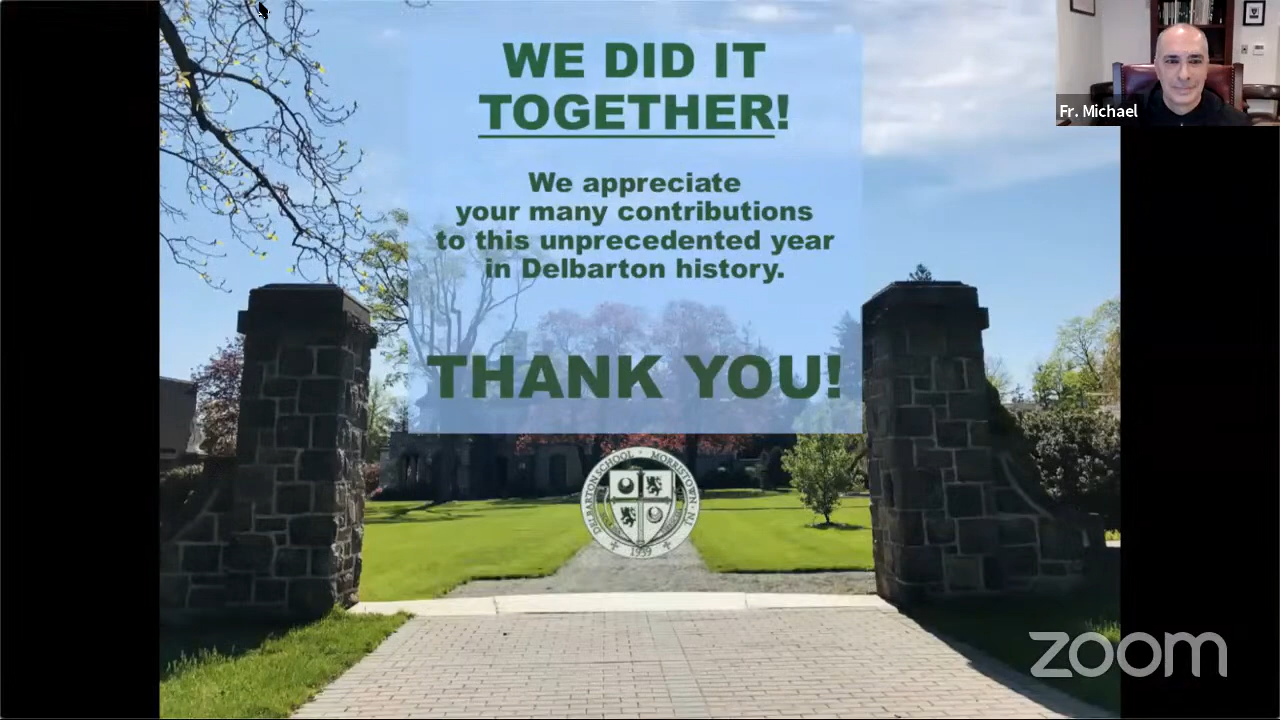 WE DID IT
TOGETHER!
Fr. Michael
We appreciate
your many contributions
to this unprecedented year
in Delbarton history.
THANK YOU!
DELBARTON SCHOOL · MORRISTOWN · NJ
1939
zoom